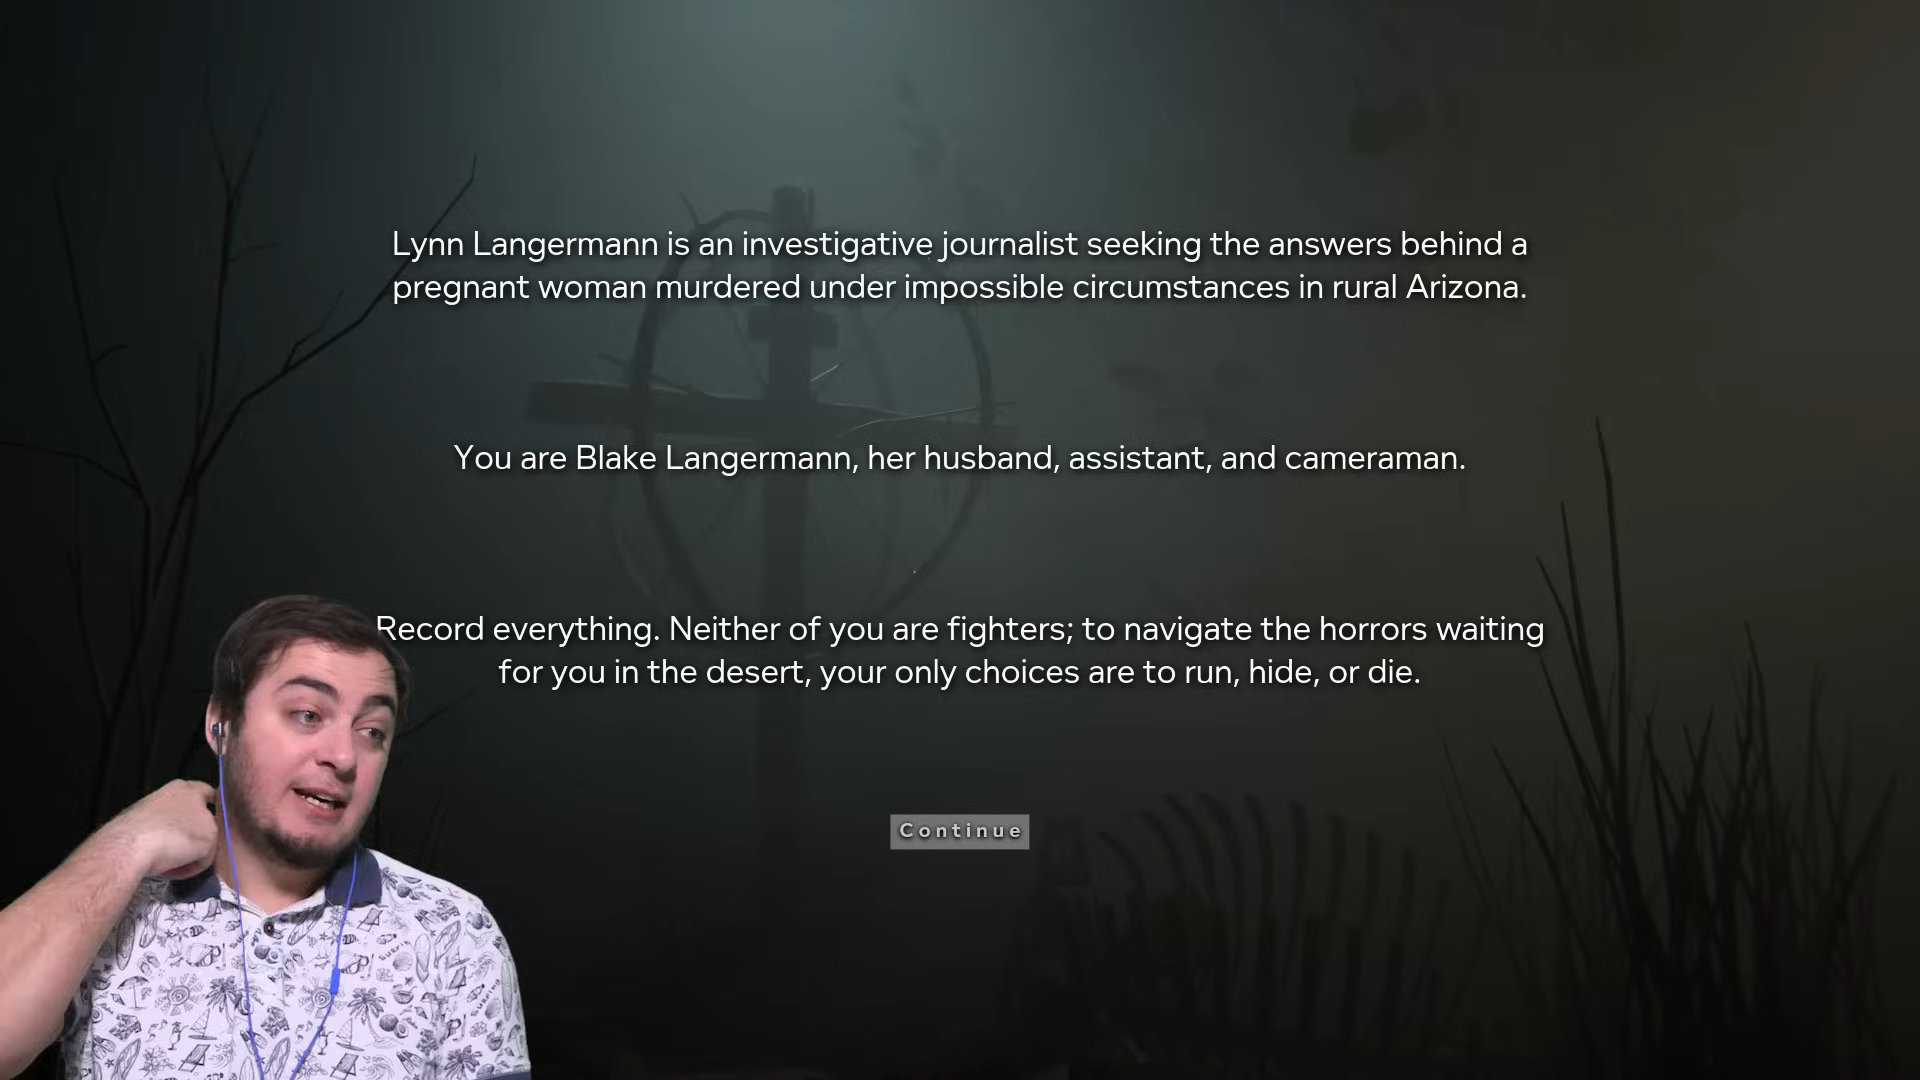 Lynn Langermann is an investigative journalist seeking the answers behind a
pregnant woman murdered under impossible circumstances in rural Arizona.
You are Blake Langermann, her husband, assistant, and cameraman.
Record everything. Neither of you are fighters; to navigate the horrors waiting
for you in the desert, your only choices are to run, hide, or die.
Continue